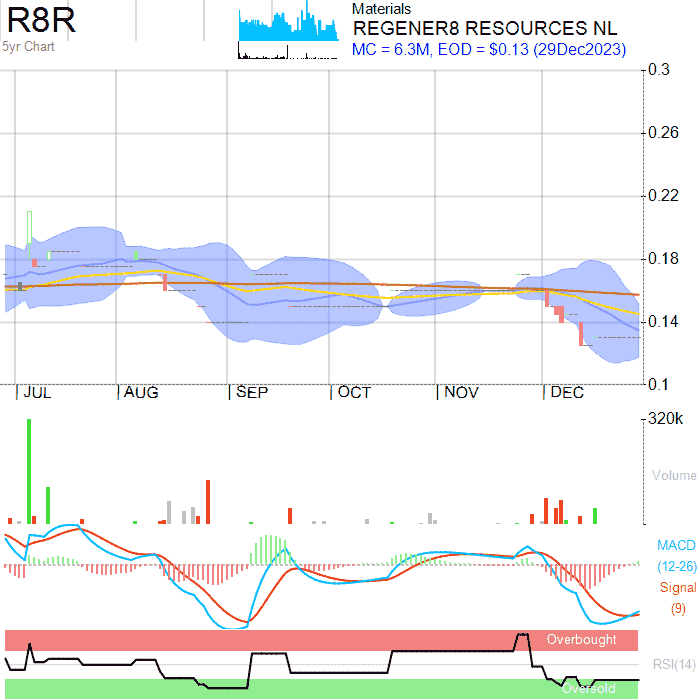 R8R
5yr Chart
Materials
REGENER8 RESOURCES NL
MC = 6.3M, EOD = $0.13 (29Dec2023)
0.3
0.26
0.22
0.18
0.14
0.1
JUL AUG SEP OCT NOV DEC
320k
Volume
MACD
(12-26)
Signal
(9)
Overbought
RSI(14)
Oversold